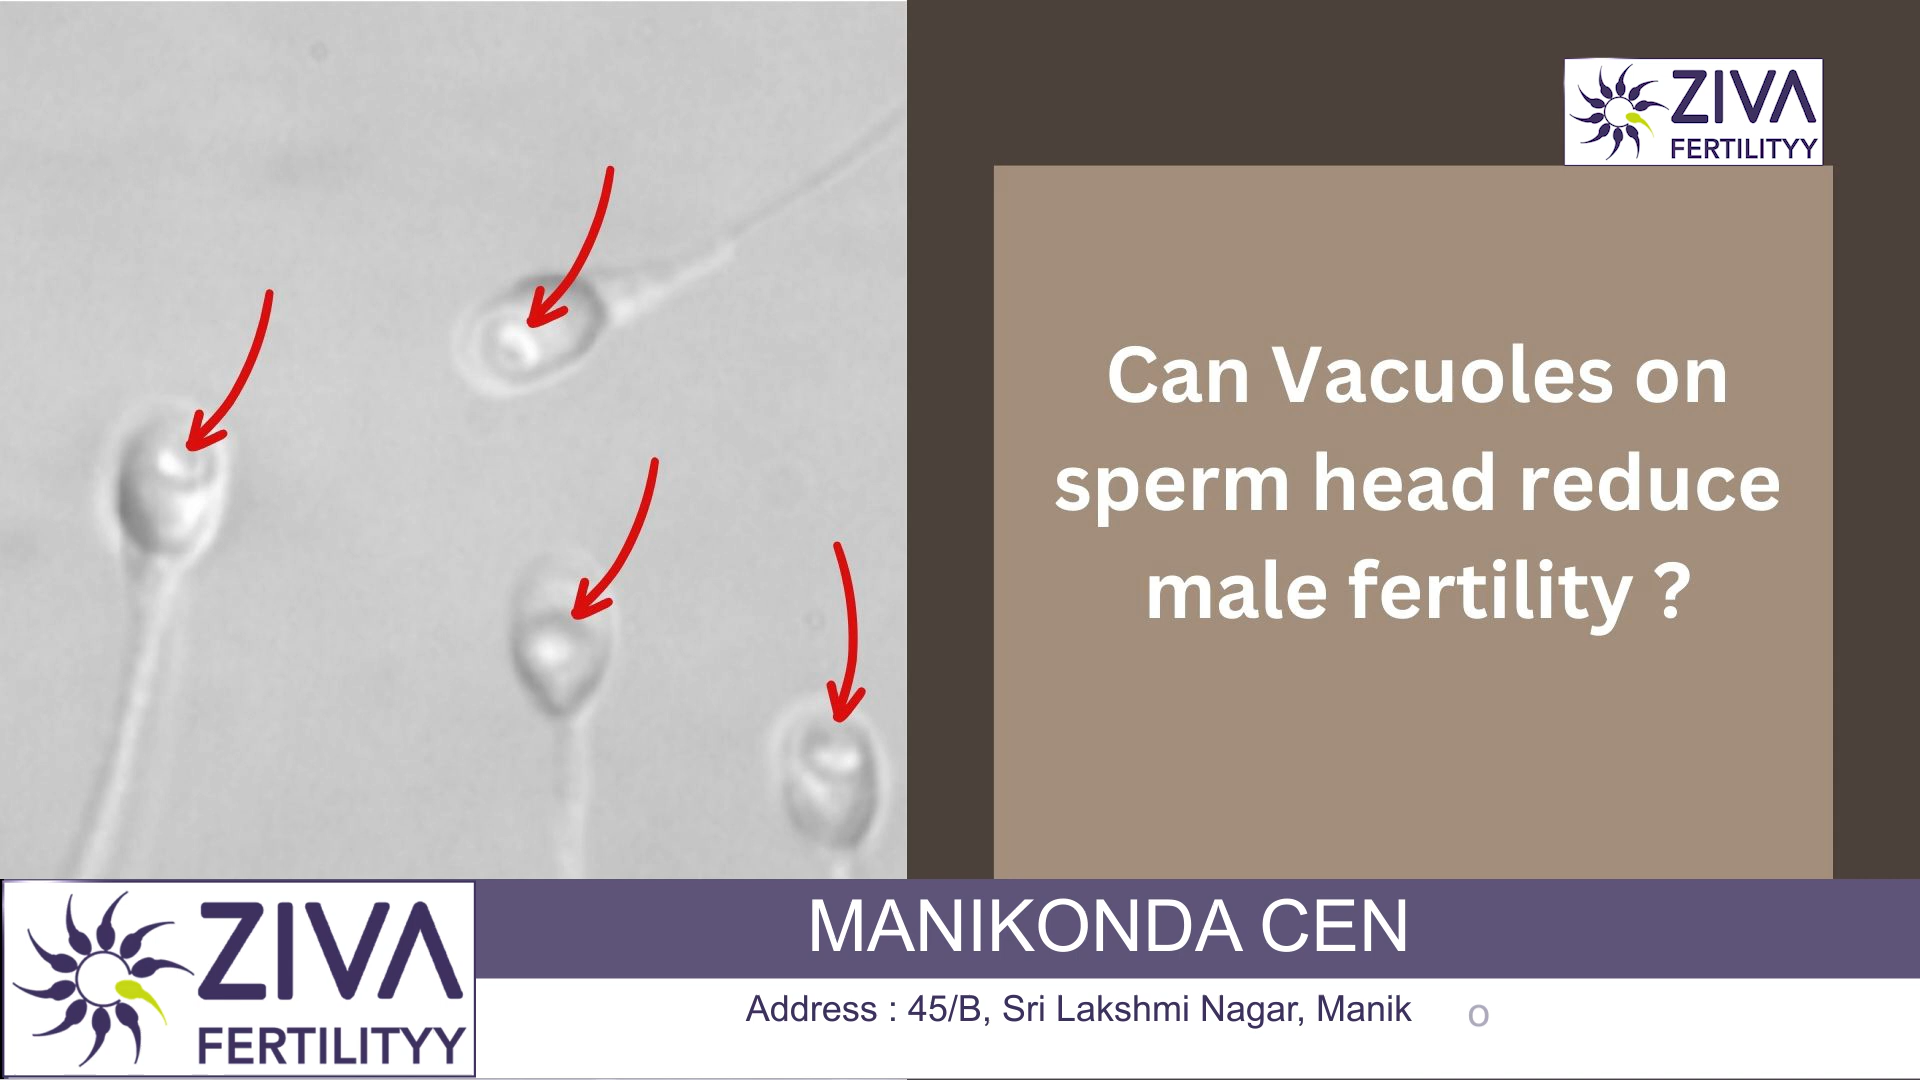 ZIVA
FERTILITYY
Can Vacuoles on
sperm head reduce
male fertility ?
ZIVA
FERTILITYY
MANIKONDA CEN
Address : 45/B, Sri Lakshmi Nagar, Manik o